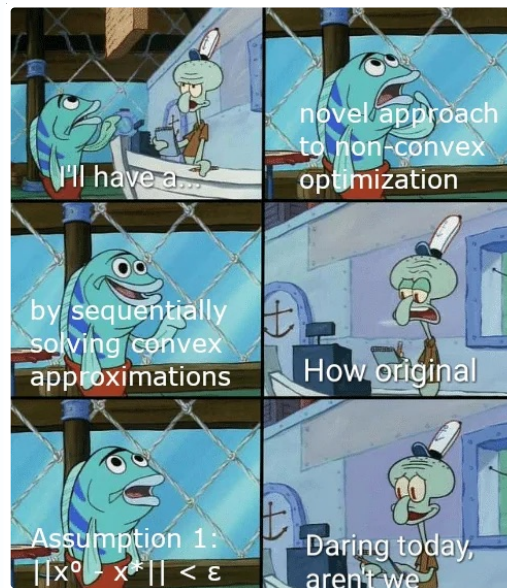 I'll have a...
novel approach
to non-convex
optimization
by sequentially
solving convex
approximations
How original
Assumption 1:
||x⁰ - x*|| < ε
Daring today,
aren't we